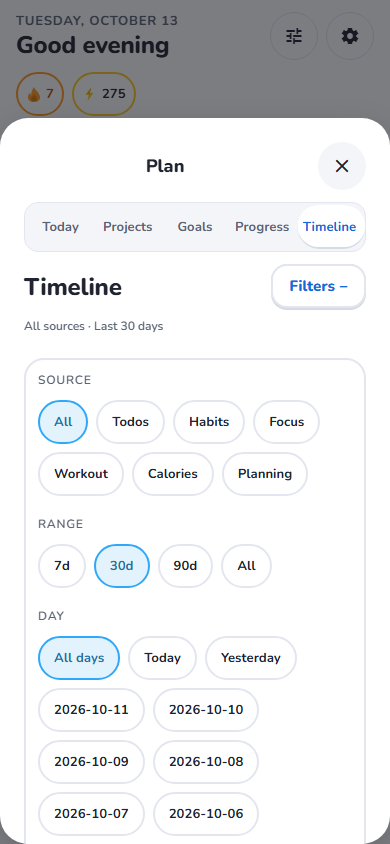 TUESDAY, OCTOBER 13
Good evening
7 275
Plan
Today Projects Goals Progress Timeline
Timeline
Filters –
All sources · Last 30 days
SOURCE
All Todos Habits Focus
Workout Calories Planning
RANGE
7d 30d 90d All
DAY
All days Today Yesterday
2026-10-11 2026-10-10
2026-10-09 2026-10-08
2026-10-07 2026-10-06